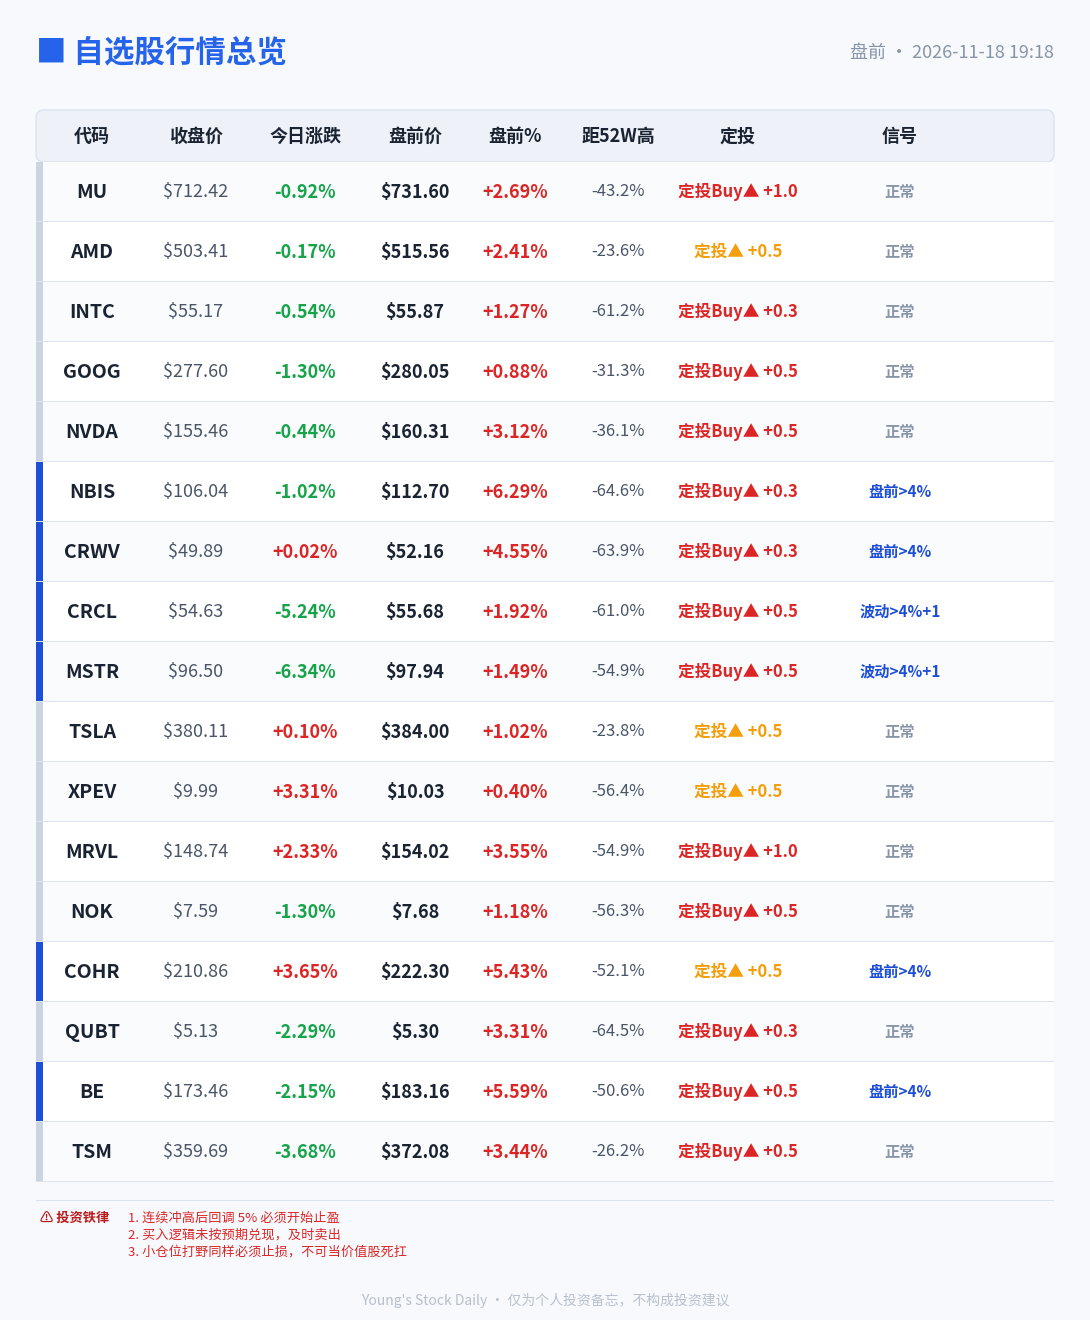 自选股行情总览
盘前 · 2026-11-18 19:18
代码 收盘价 今日涨跌 盘前价 盘前% 距52W高 定投 信号
MU $712.42 -0.92% $731.60 +2.69% -43.2% 定投Buy▲ +1.0 正常
AMD $503.41 -0.17% $515.56 +2.41% -23.6% 定投▲ +0.5 正常
INTC $55.17 -0.54% $55.87 +1.27% -61.2% 定投Buy▲ +0.3 正常
GOOG $277.60 -1.30% $280.05 +0.88% -31.3% 定投Buy▲ +0.5 正常
NVDA $155.46 -0.44% $160.31 +3.12% -36.1% 定投Buy▲ +0.5 正常
NBIS $106.04 -1.02% $112.70 +6.29% -64.6% 定投Buy▲ +0.3 盘前>4%
CRWV $49.89 +0.02% $52.16 +4.55% -63.9% 定投Buy▲ +0.3 盘前>4%
CRCL $54.63 -5.24% $55.68 +1.92% -61.0% 定投Buy▲ +0.5 波动>4%+1
MSTR $96.50 -6.34% $97.94 +1.49% -54.9% 定投Buy▲ +0.5 波动>4%+1
TSLA $380.11 +0.10% $384.00 +1.02% -23.8% 定投▲ +0.5 正常
XPEV $9.99 +3.31% $10.03 +0.40% -56.4% 定投▲ +0.5 正常
MRVL $148.74 +2.33% $154.02 +3.55% -54.9% 定投Buy▲ +1.0 正常
NOK $7.59 -1.30% $7.68 +1.18% -56.3% 定投Buy▲ +0.5 正常
COHR $210.86 +3.65% $222.30 +5.43% -52.1% 定投▲ +0.5 盘前>4%
QUBT $5.13 -2.29% $5.30 +3.31% -64.5% 定投Buy▲ +0.3 正常
BE $173.46 -2.15% $183.16 +5.59% -50.6% 定投Buy▲ +0.5 盘前>4%
TSM $359.69 -3.68% $372.08 +3.44% -26.2% 定投Buy▲ +0.5 正常
⚠ 投资铁律 1. 连续冲高后回调 5% 必须开始止盈
2. 买入逻辑未按预期兑现，及时卖出
3. 小仓位打野同样必须止损，不可当价值股死扛
Young's Stock Daily · 仅为个人投资备忘，不构成投资建议